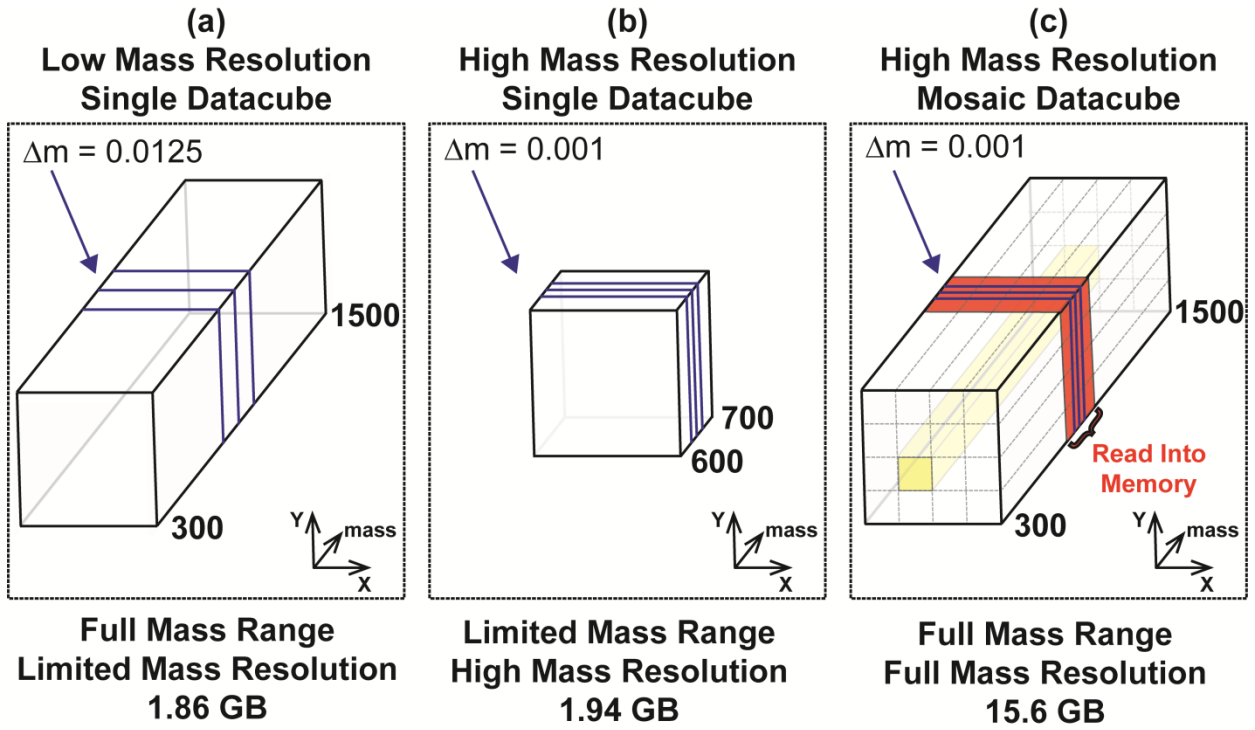 (a)
Low Mass Resolution
Single Datacube
Δm = 0.0125
1500
300
Y
mass
X
Full Mass Range
Limited Mass Resolution
1.86 GB
(b)
High Mass Resolution
Single Datacube
Δm = 0.001
700
600
Y
mass
X
Limited Mass Range
High Mass Resolution
1.94 GB
(c)
High Mass Resolution
Mosaic Datacube
Δm = 0.001
1500
Read Into
Memory
300
Y
mass
X
Full Mass Range
Full Mass Resolution
15.6 GB